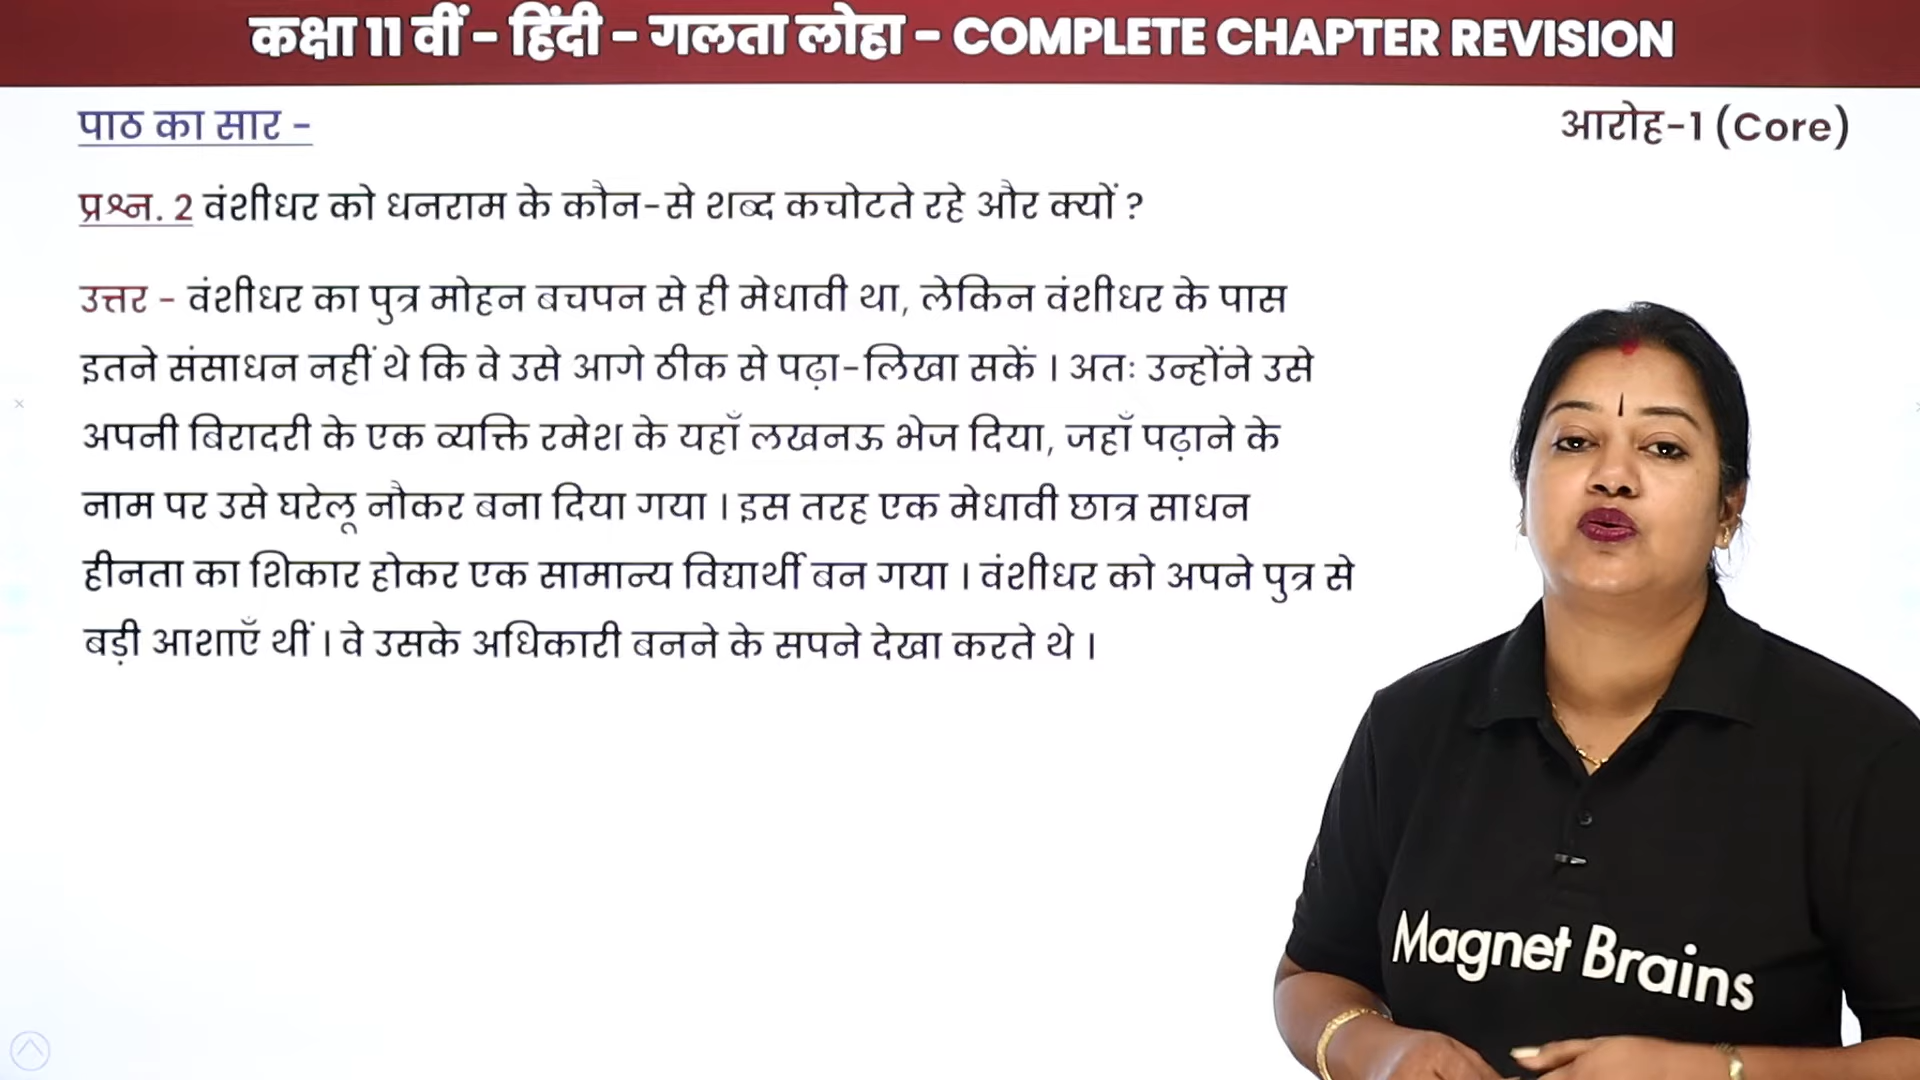 कक्षा 11 वीं - हिंदी - गलता लोहा - COMPLETE CHAPTER REVISION
पाठ का सार -
आरोह-1 (Core)
प्रश्न. 2 वंशीधर को धनराम के कौन-से शब्द कचोटते रहे और क्यों ?
उत्तर - वंशीधर का पुत्र मोहन बचपन से ही मेधावी था, लेकिन वंशीधर के पास
इतने संसाधन नहीं थे कि वे उसे आगे ठीक से पढ़ा-लिखा सकें । अतः उन्होंने उसे
अपनी बिरादरी के एक व्यक्ति रमेश के यहाँ लखनऊ भेज दिया, जहाँ पढ़ाने के
नाम पर उसे घरेलू नौकर बना दिया गया । इस तरह एक मेधावी छात्र साधन
हीनता का शिकार होकर एक सामान्य विद्यार्थी बन गया । वंशीधर को अपने पुत्र से
बड़ी आशाएँ थीं । वे उसके अधिकारी बनने के सपने देखा करते थे ।
Magnet Brains